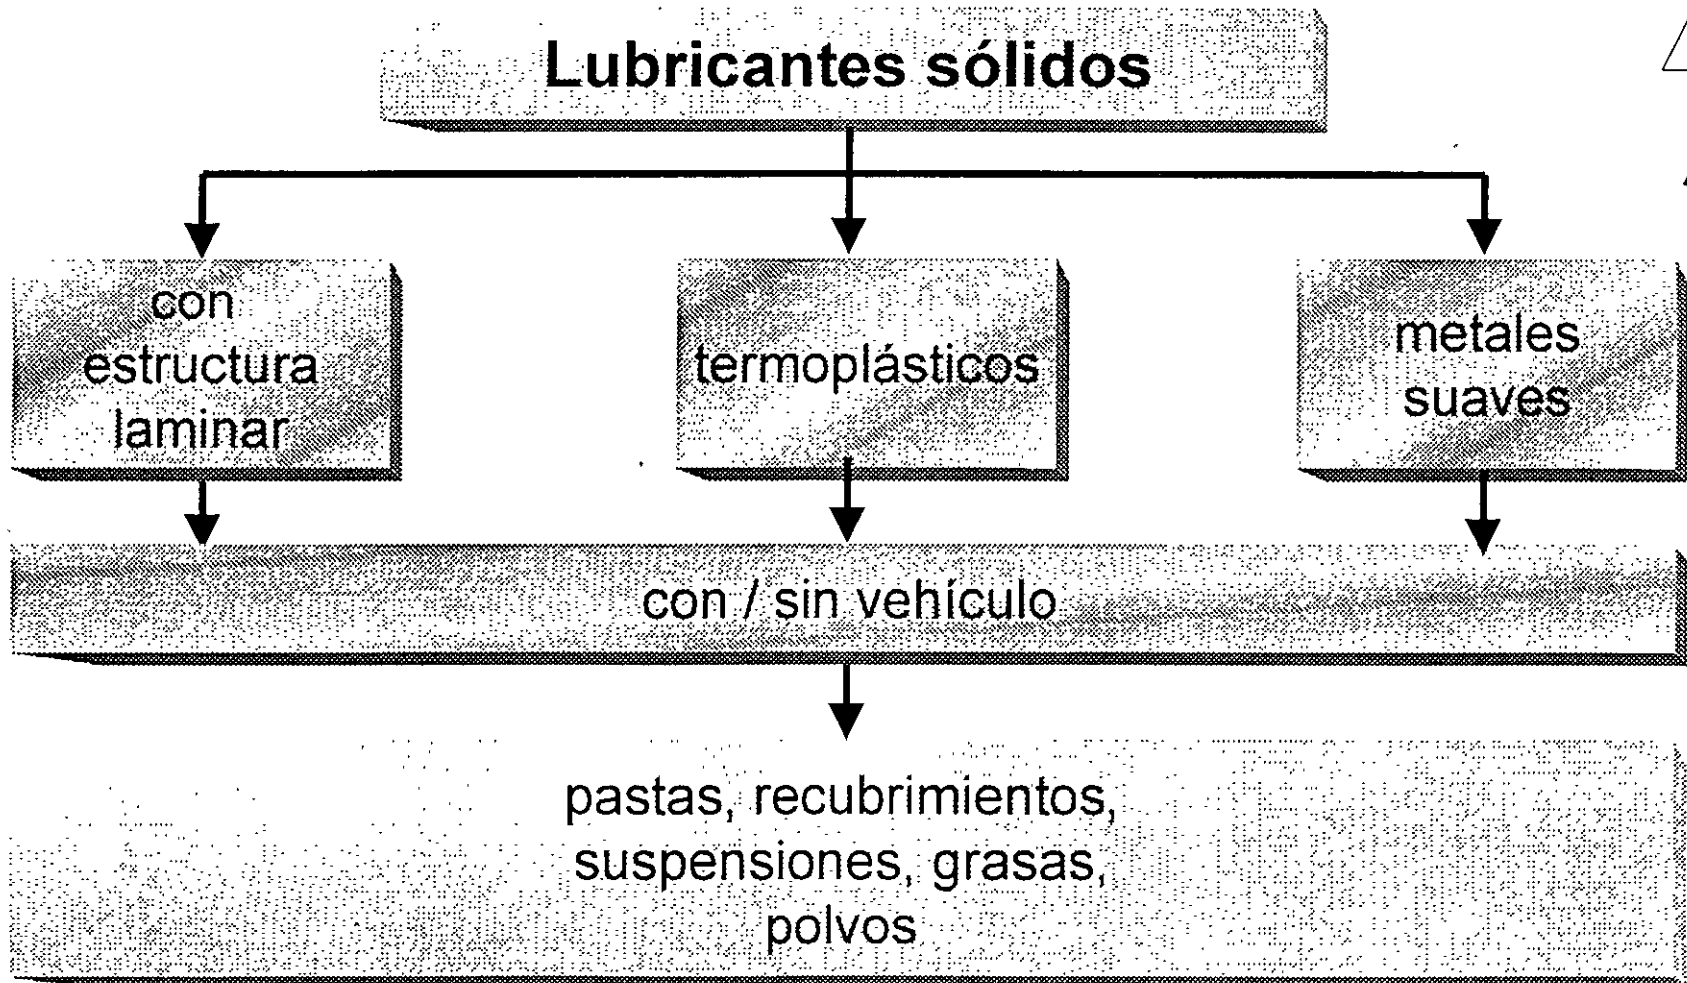 Lubricantes sólidos
con
estructura
laminar
termoplásticos
metales
suaves
con / sin vehículo
pastas, recubrimientos,
suspensiones, grasas,
polvos